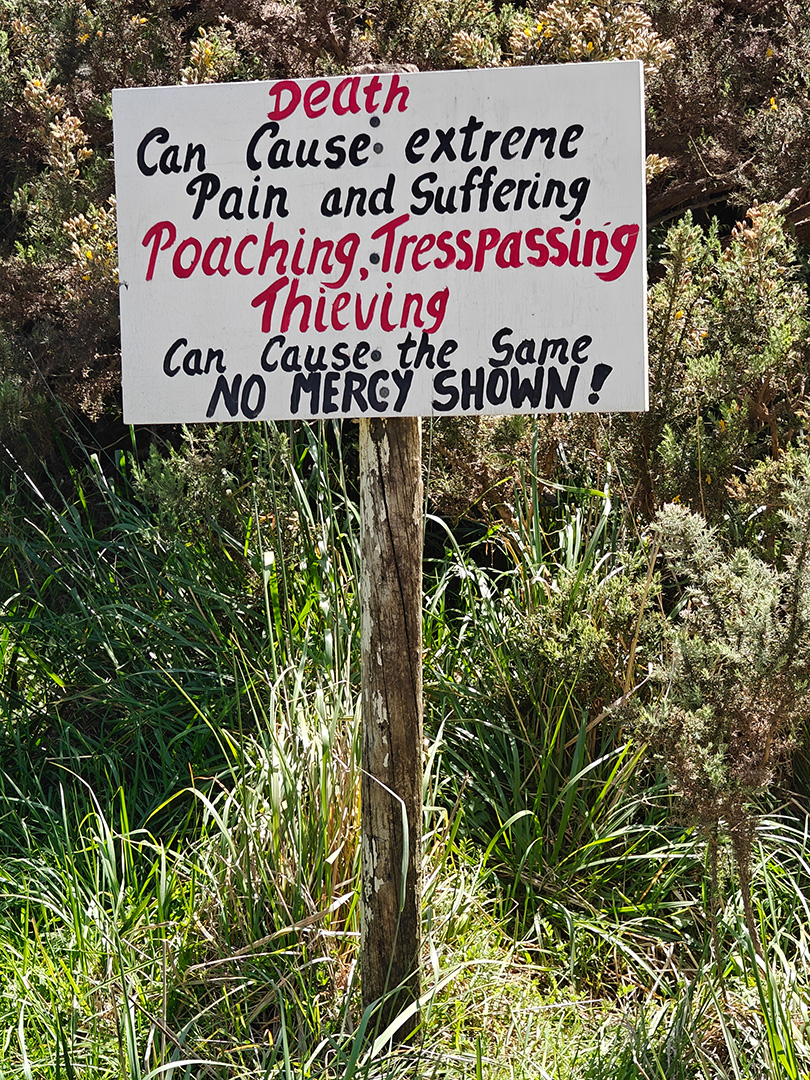 Death
Can Cause extreme
Pain and Suffering
Poaching, Tresspassing
Thieving
Can Cause the Same
NO MERCY SHOWN!